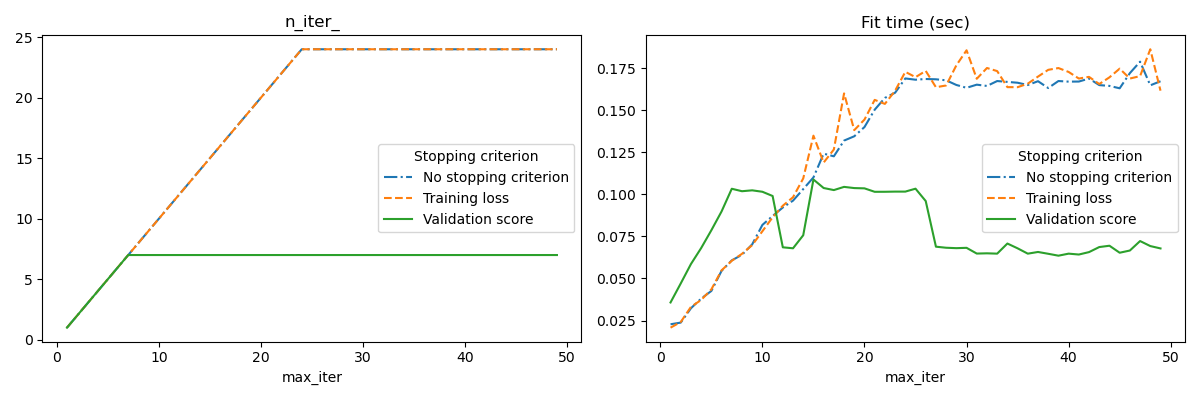 n_iter_
25
20
15
10
5
0
0 10 20 30 40 50
max_iter
Stopping criterion
No stopping criterion
Training loss
Validation score
Fit time (sec)
0.175
0.150
0.125
0.100
0.075
0.050
0.025
0 10 20 30 40 50
max_iter
Stopping criterion
No stopping criterion
Training loss
Validation score